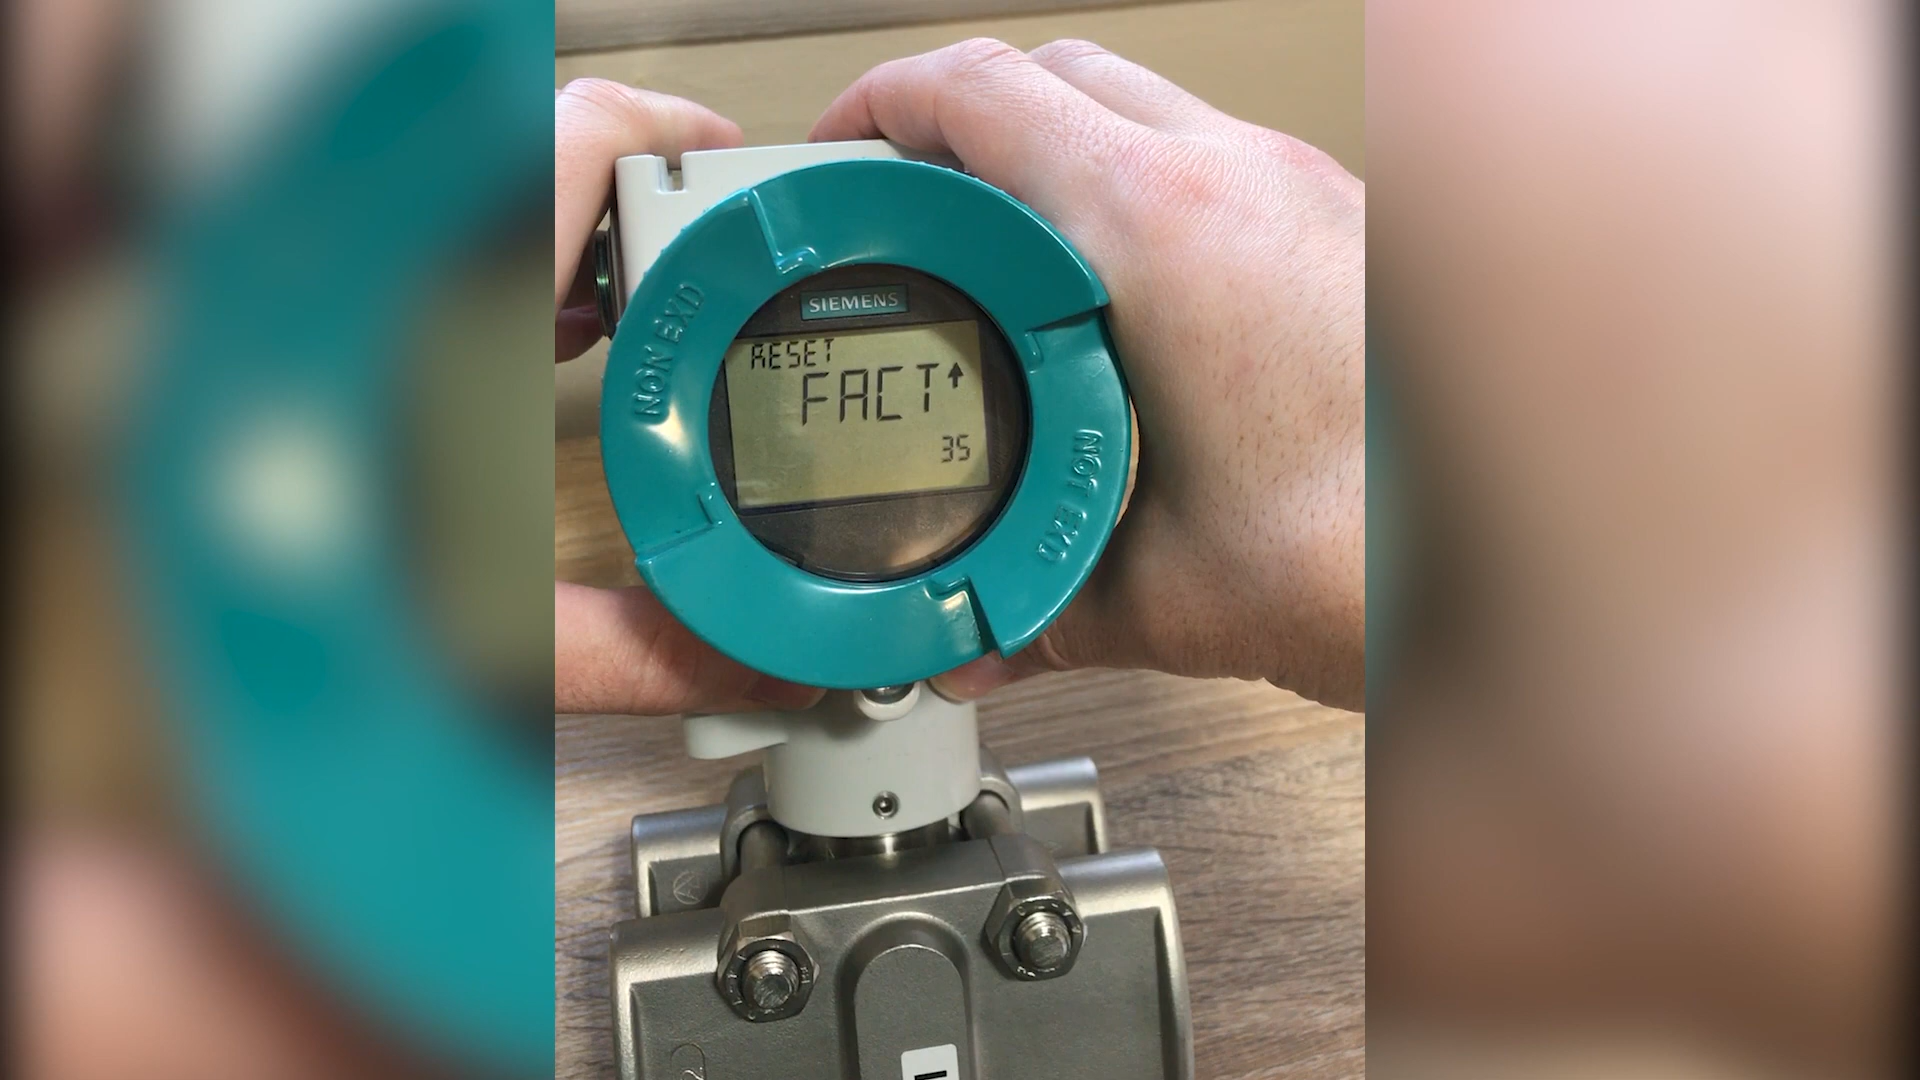 SIEMENS
RESET
FACT↑
35
NON EXD
NOT EXD